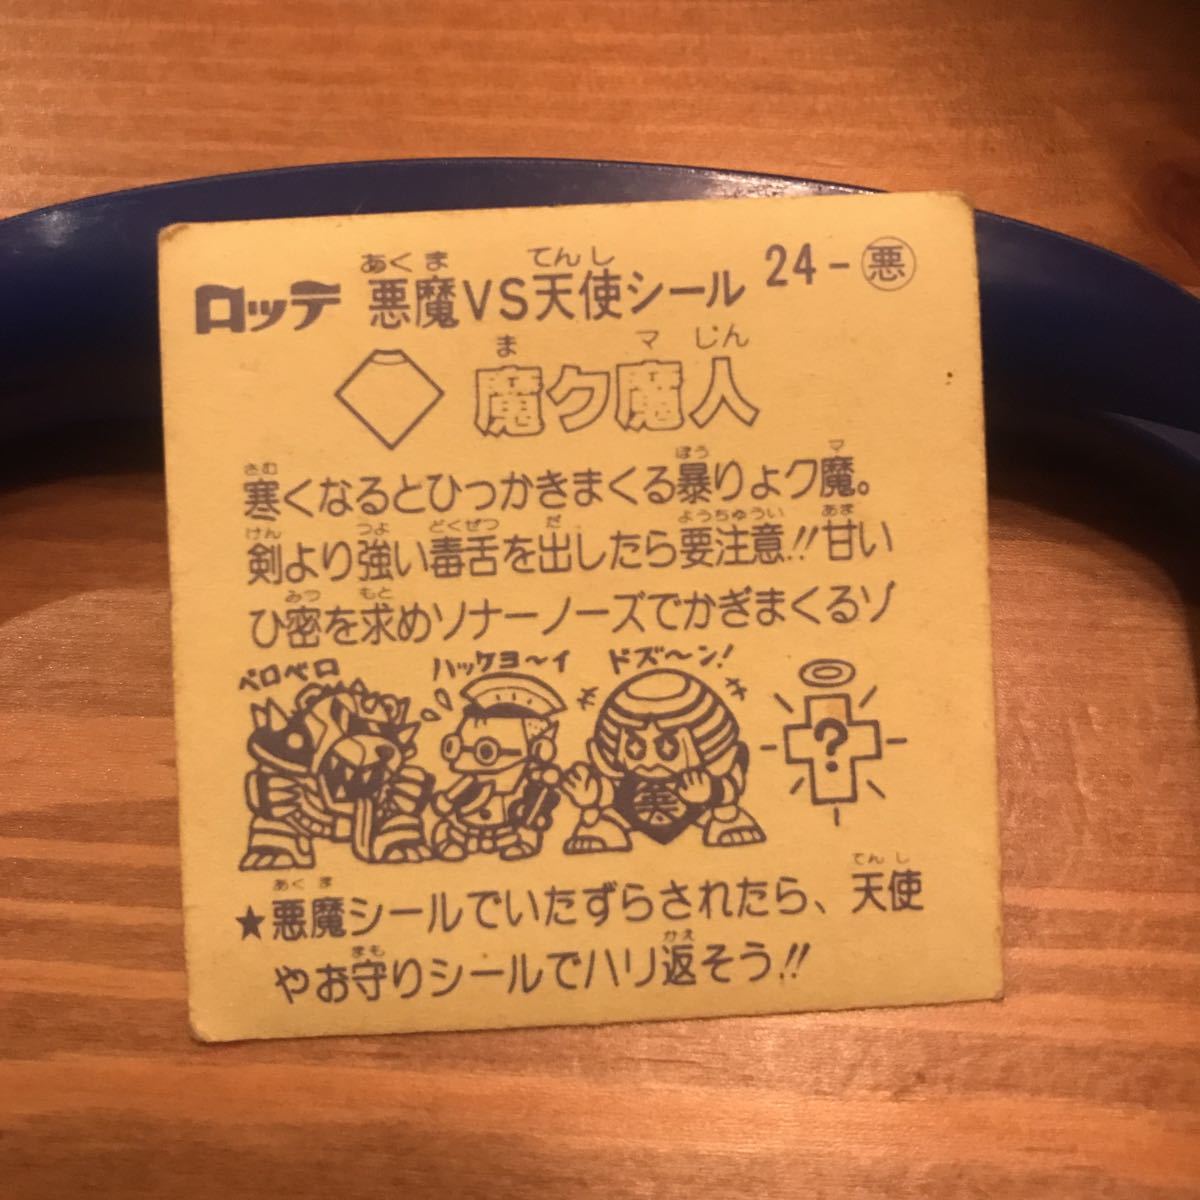 ロッテ 悪魔VS天使シール 24-悪
あくま てんし
魔ク魔人
ま マ じん
寒くなるとひっかきまくる暴りょク魔。
さむ ぼう マ
剣より強い毒舌を出したら要注意!!甘い
けん つよ どくぜつ だ ようちゅうい あま
ひ密を求めソナーノーズでかぎまくるゾ
みつ もと
ペロペロ ハッケヨ〜イ ドズ〜ン!
?
★悪魔シールでいたずらされたら、天使
あくま てんし
やお守りシールでハリ返そう!!
まも かえ